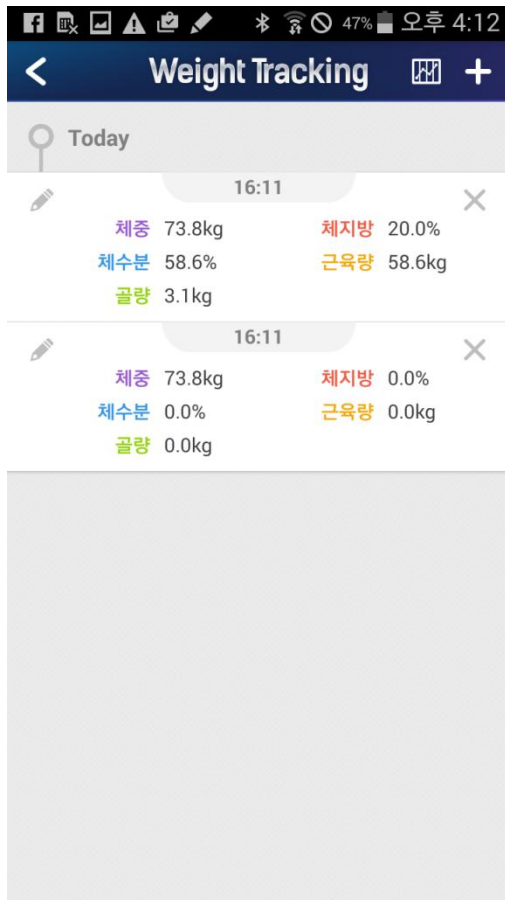 47% 오후 4:12
Weight Tracking
Today
16:11
체중 73.8kg 체지방 20.0%
체수분 58.6% 근육량 58.6kg
골량 3.1kg
16:11
체중 73.8kg 체지방 0.0%
체수분 0.0% 근육량 0.0kg
골량 0.0kg